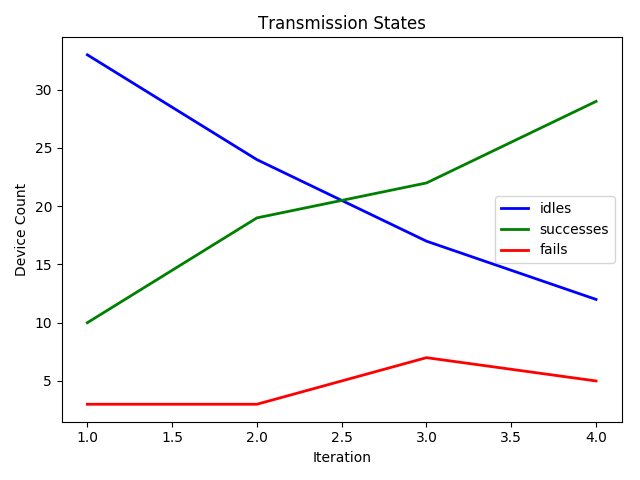 Transmission States
Device Count
30
25
20
15
10
5
idles
successes
fails
1.0 1.5 2.0 2.5 3.0 3.5 4.0
Iteration